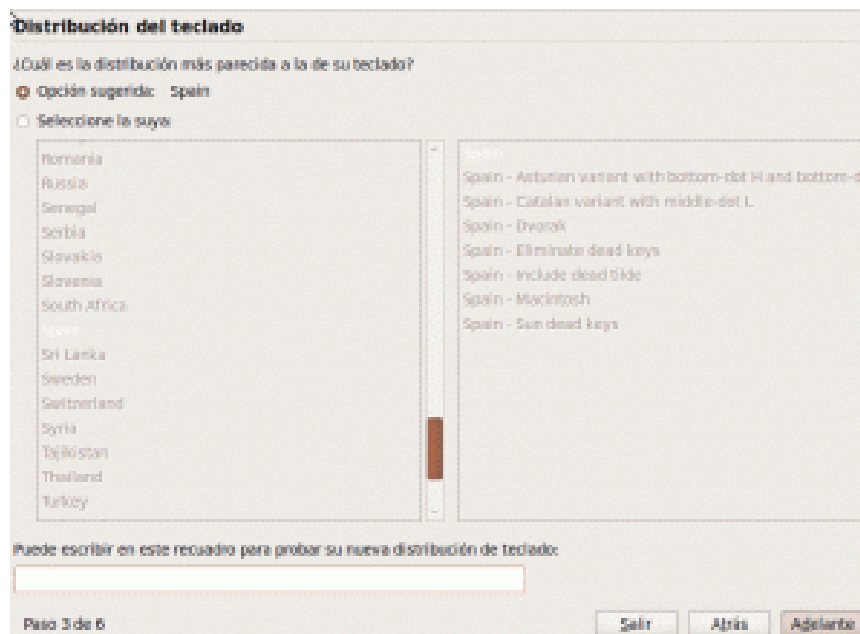 Distribución del teclado
¿Cuál es la distribución más parecida a la de su teclado?
Opción sugerida: Spain
Seleccione la suya:
Romania
Russia
Senegal
Serbia
Slovakia
Slovenia
South Africa
Spain
Sri Lanka
Sweden
Switzerland
Syria
Tajikistan
Thailand
Turkey
Spain
Spain - Asturian variant with bottom-dot H and bottom-d
Spain - Catalan variant with middle-dot L
Spain - Dvorak
Spain - Eliminate dead keys
Spain - Include dead tilde
Spain - Macintosh
Spain - Sun dead keys
Puede escribir en este recuadro para probar su nueva distribución de teclado:
Paso 3 de 6
Salir
Atrás
Adelante